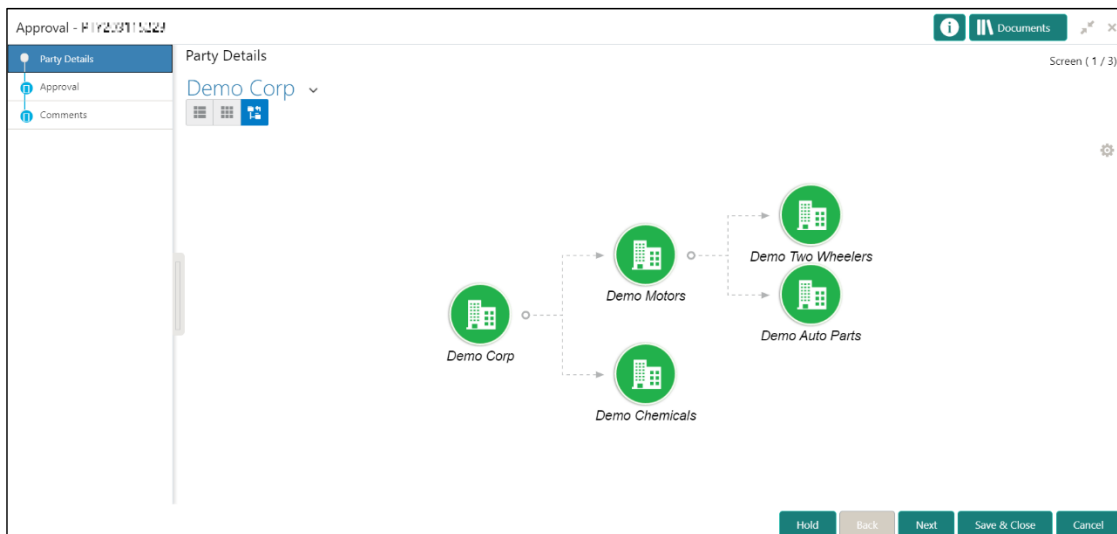 Approval -
Documents
Party Details
Approval
Comments
Party Details
Screen ( 1 / 3)
Demo Corp
Demo Two Wheelers
Demo Motors
Demo Auto Parts
Demo Corp
Demo Chemicals
Hold
Back
Next
Save & Close
Cancel